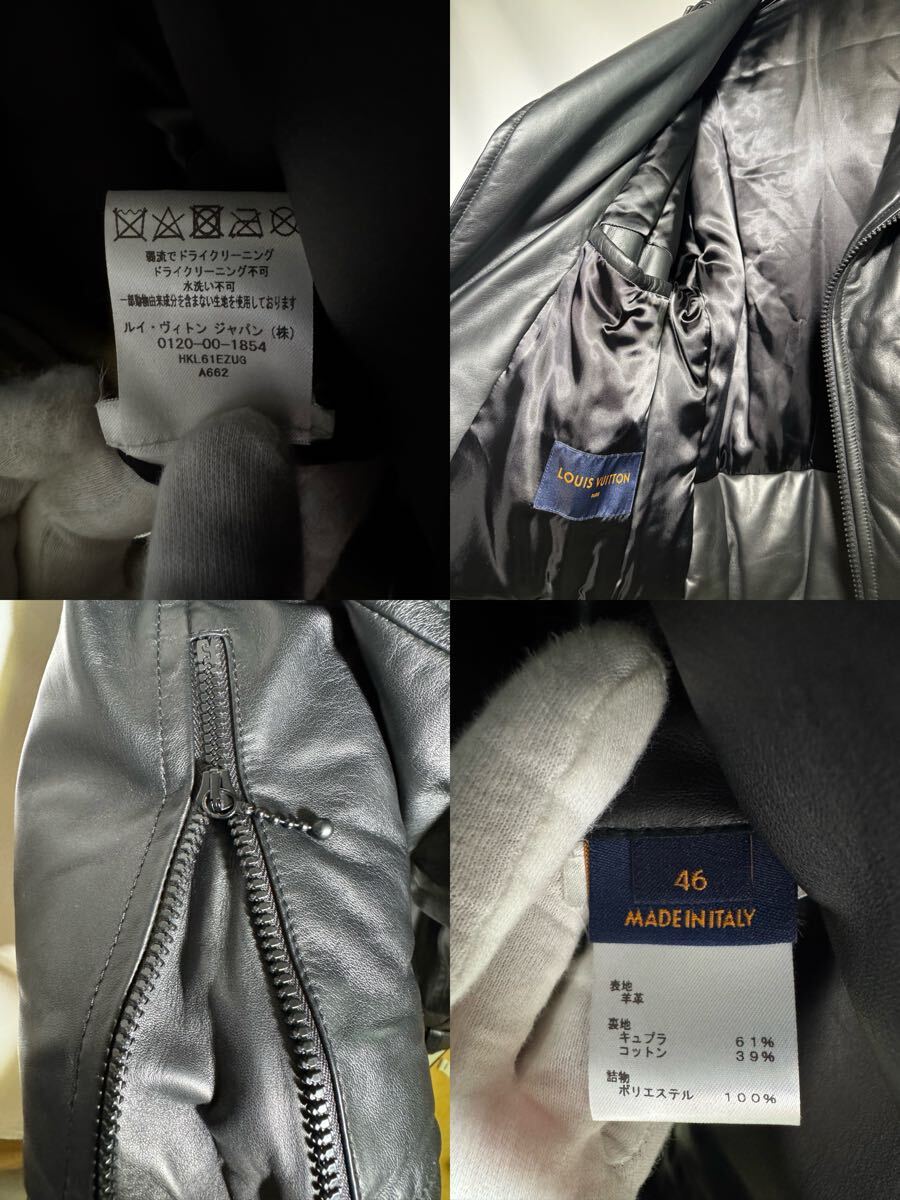 弱流でドライクリーニング
ドライクリーニング不可
水洗い不可
一部動物由来成分を含まない生地を使用しております
ルイ・ヴィトン ジャパン (株)
0120-00-1854
HKL61EZUG
A662
LOUIS VUITTON
PARIS
46
MADE IN ITALY
表地
羊革
裏地
キュプラ 61%
コットン 39%
詰物
ポリエステル 100%